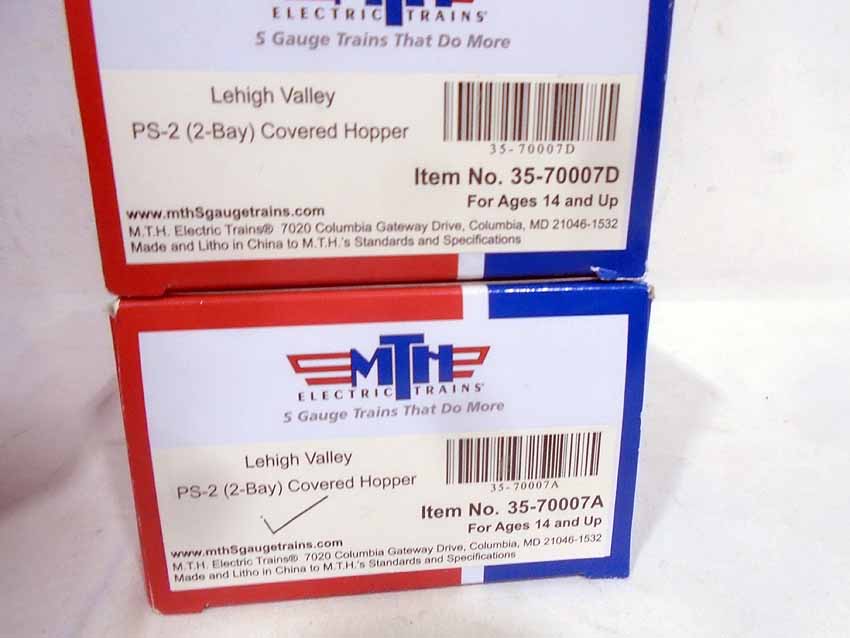 MTH
ELECTRIC TRAINS
S Gauge Trains That Do More
Lehigh Valley
PS-2 (2-Bay) Covered Hopper
35-70007D
Item No. 35-70007D
For Ages 14 and Up
www.mthSgaugetrains.com
M.T.H. Electric Trains® 7020 Columbia Gateway Drive, Columbia, MD 21046-1532
Made and Litho in China to M.T.H.'s Standards and Specifications
MTH
ELECTRIC TRAINS
S Gauge Trains That Do More
Lehigh Valley
PS-2 (2-Bay) Covered Hopper
35-70007A
Item No. 35-70007A
For Ages 14 and Up
www.mthSgaugetrains.com
M.T.H. Electric Trains® 7020 Columbia Gateway Drive, Columbia, MD 21046-1532
Made and Litho in China to M.T.H.'s Standards and Specifications